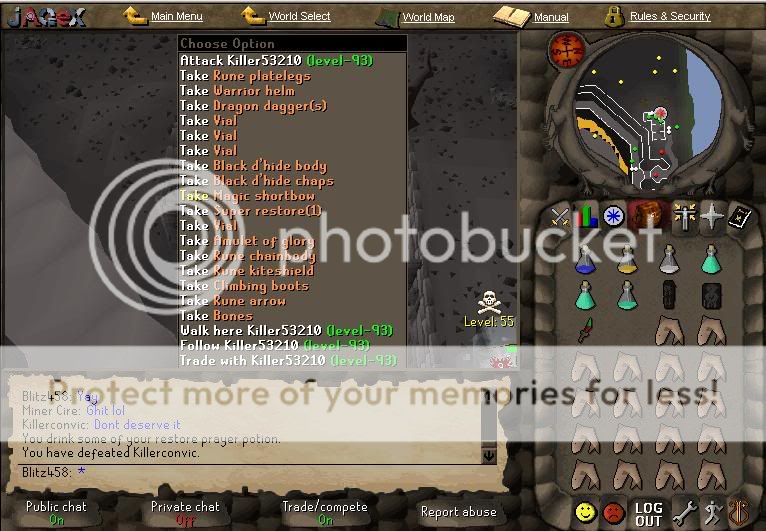 JAGeX
Main Menu
World Select
World Map
Manual
Rules & Security
Choose Option
Attack Killer53210 (level-93)
Take Rune platelegs
Take Warrior helm
Take Dragon dagger(s)
Take Vial
Take Vial
Take Vial
Take Black d'hide body
Take Black d'hide chaps
Take Magic shortbow
Take Super restore(1)
Take Vial
Take Amulet of glory
Take Rune chainbody
Take Rune kiteshield
Take Climbing boots
Take Rune arrow
Take Bones
Walk here Killer53210 (level-93)
Follow Killer53210 (level-93)
Trade with Killer53210 (level-93)
Level: 55
photobucket
Protect more of your memories for less!
Blitz458: Yay
Miner Cire: Ghit lol
Killerconvic: Dont deserve it
You drink some of your restore prayer potion.
You have defeated Killerconvic.
Blitz458: *
Public chat
On
Private chat
Off
Trade/compete
On
Report abuse
LOG
OUT